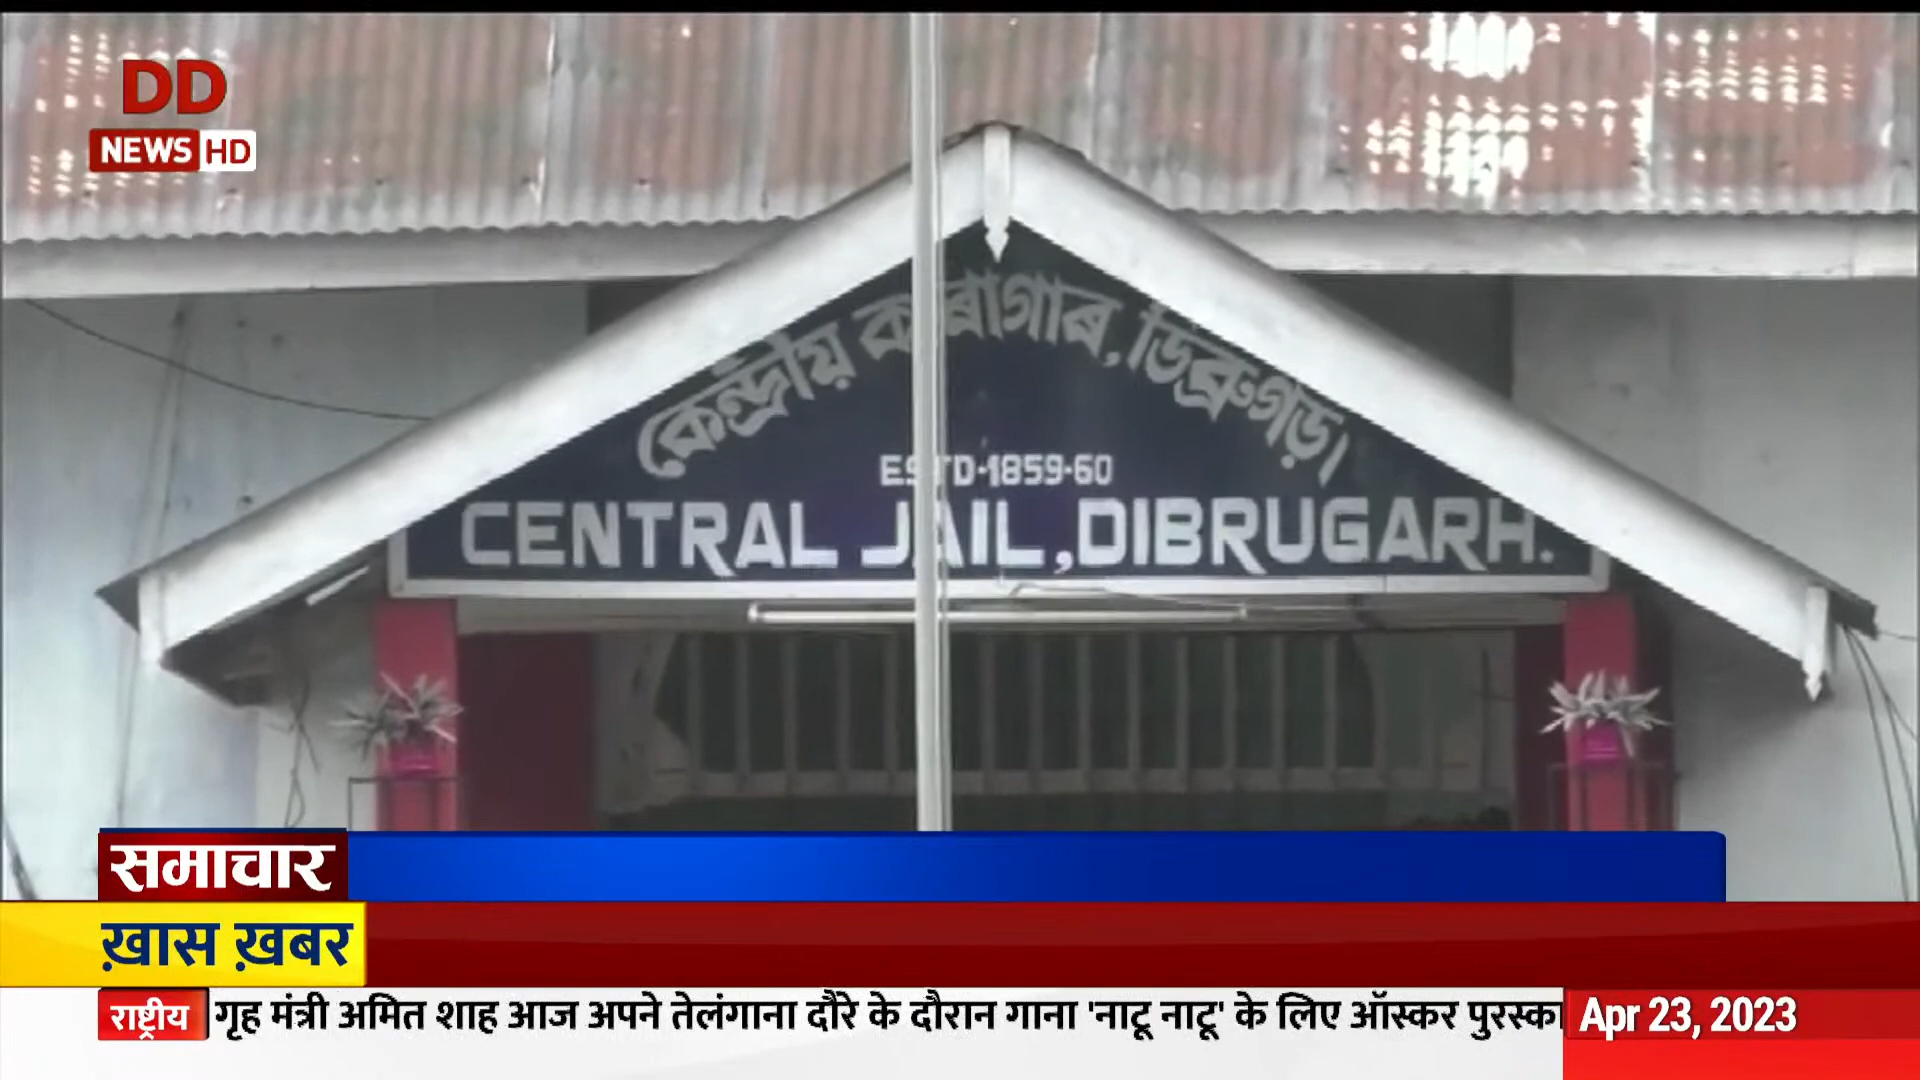 DD
NEWS HD
কেন্দ্ৰীয় কাৰাগাৰ, ডিব্ৰুগড়।
ESTD-1859-60
CENTRAL JAIL, DIBRUGARH.
समाचार
ख़ास ख़बर
राष्ट्रीय गृह मंत्री अमित शाह आज अपने तेलंगाना दौरे के दौरान गाना 'नाटू नाटू' के लिए ऑस्कर
Apr 23, 2023